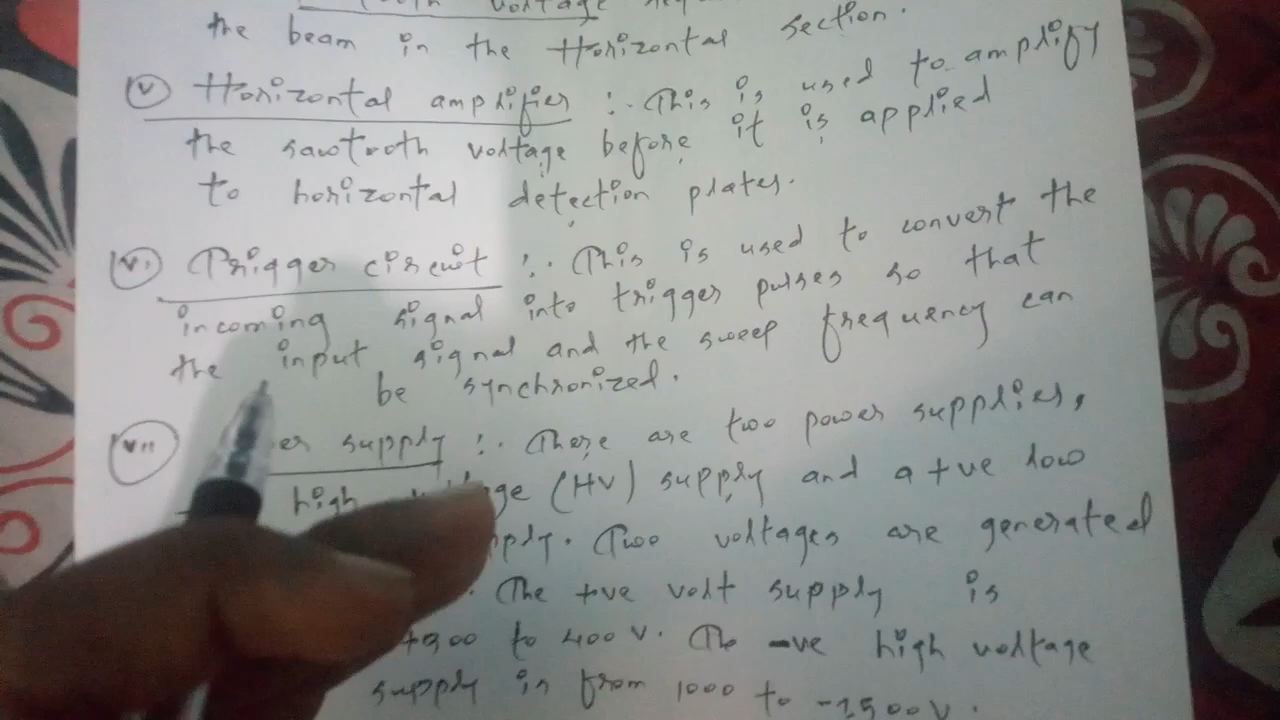 voltage
the beam in the Horizontal section.
(v) Horizontal amplifier :. This is used to amplify
the sawtooth voltage before it is applied
to horizontal detection plates.
(vi) Trigger circuit :. This is used to convert the
incoming signal into trigger pulses so that
the input signal and the sweep frequency can
be synchronized.
(vii) er supply :. There are two power supplies,
high ge (HV) supply and a +ve low
pply. Two voltages are generated
. The +ve volt supply is
to 400 V. The -ve high voltage
supply is from 1000 to -1500 V.